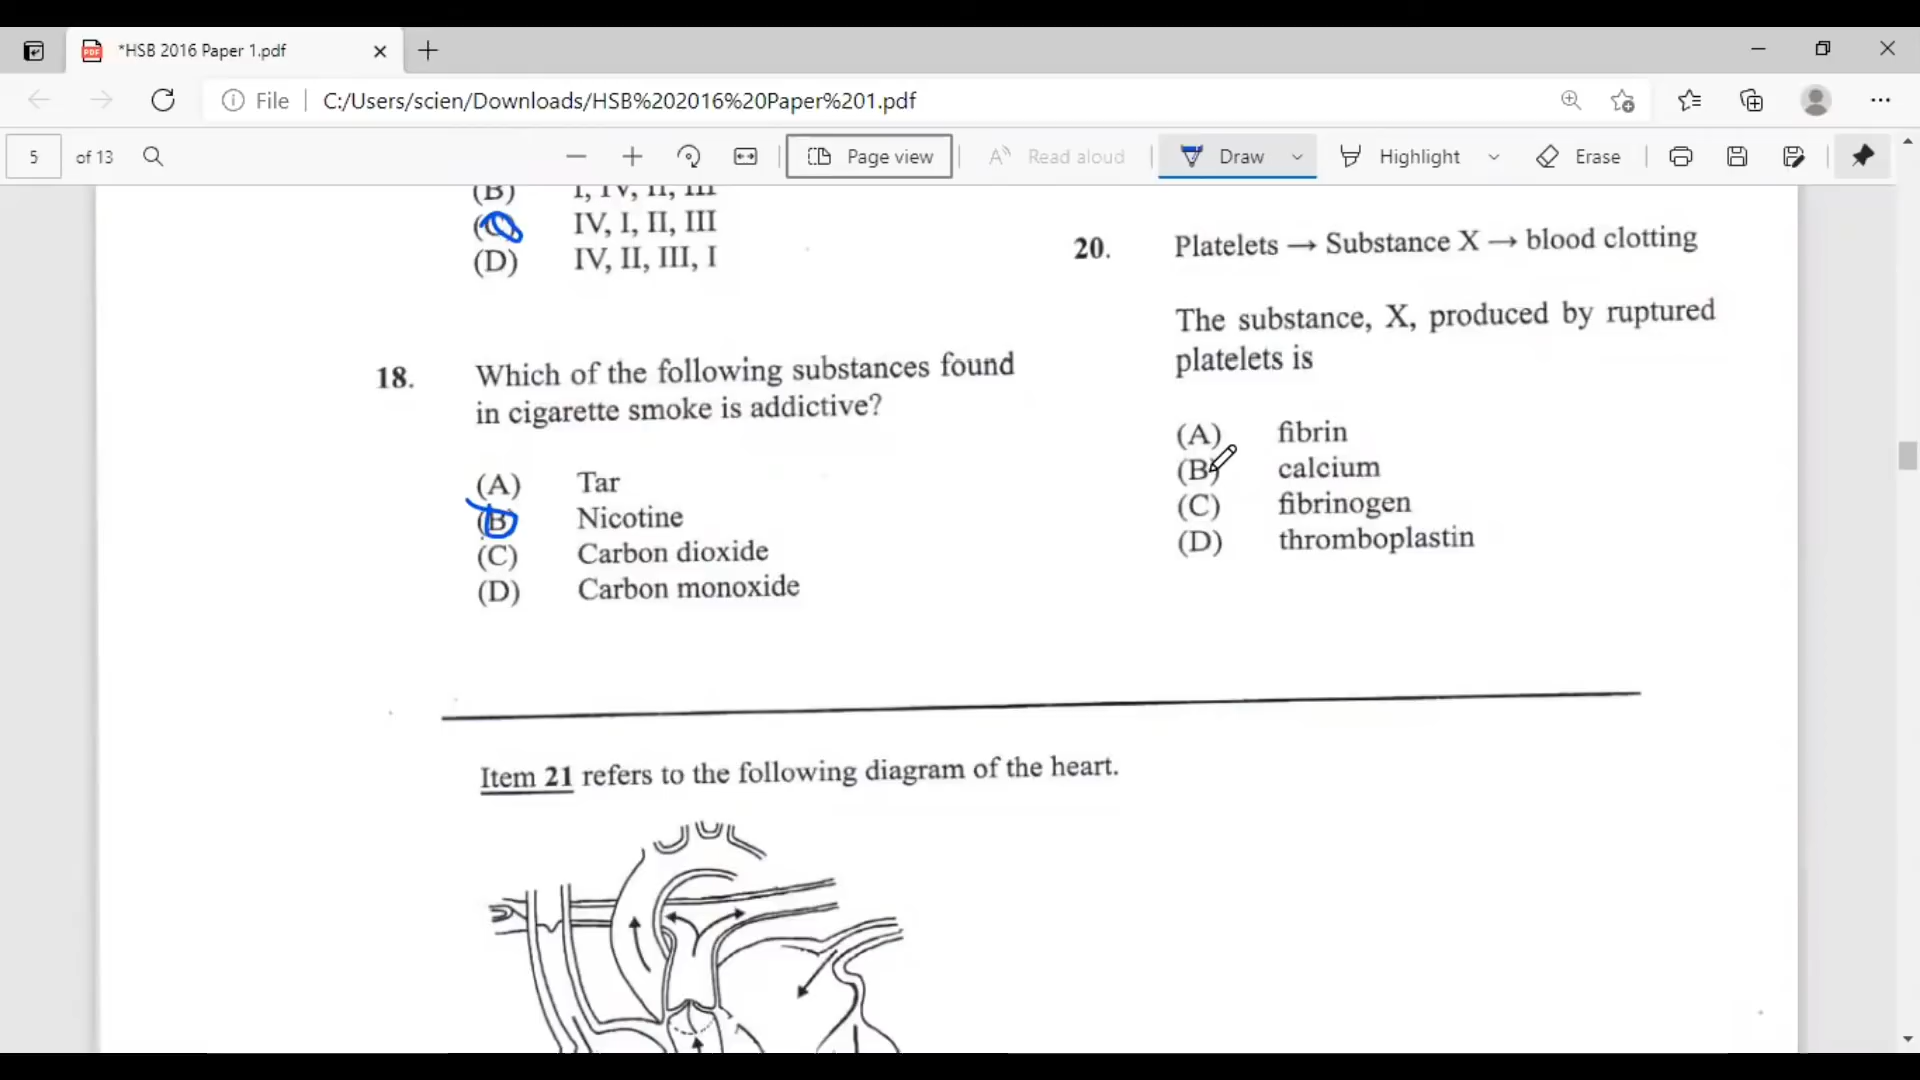 *HSB 2016 Paper 1.pdf
File
C:/Users/scien/Downloads/HSB%202016%20Paper%201.pdf
5 of 13
Page view
Read aloud
Draw
Highlight
Erase
(B) I, IV, II, III
IV, I, II, III
(D) IV, II, III, I
18. Which of the following substances found
in cigarette smoke is addictive?
(A) Tar
(B) Nicotine
(C) Carbon dioxide
(D) Carbon monoxide
20. Platelets → Substance X → blood clotting
The substance, X, produced by ruptured
platelets is
(A) fibrin
(B) calcium
(C) fibrinogen
(D) thromboplastin
Item 21 refers to the following diagram of the heart.